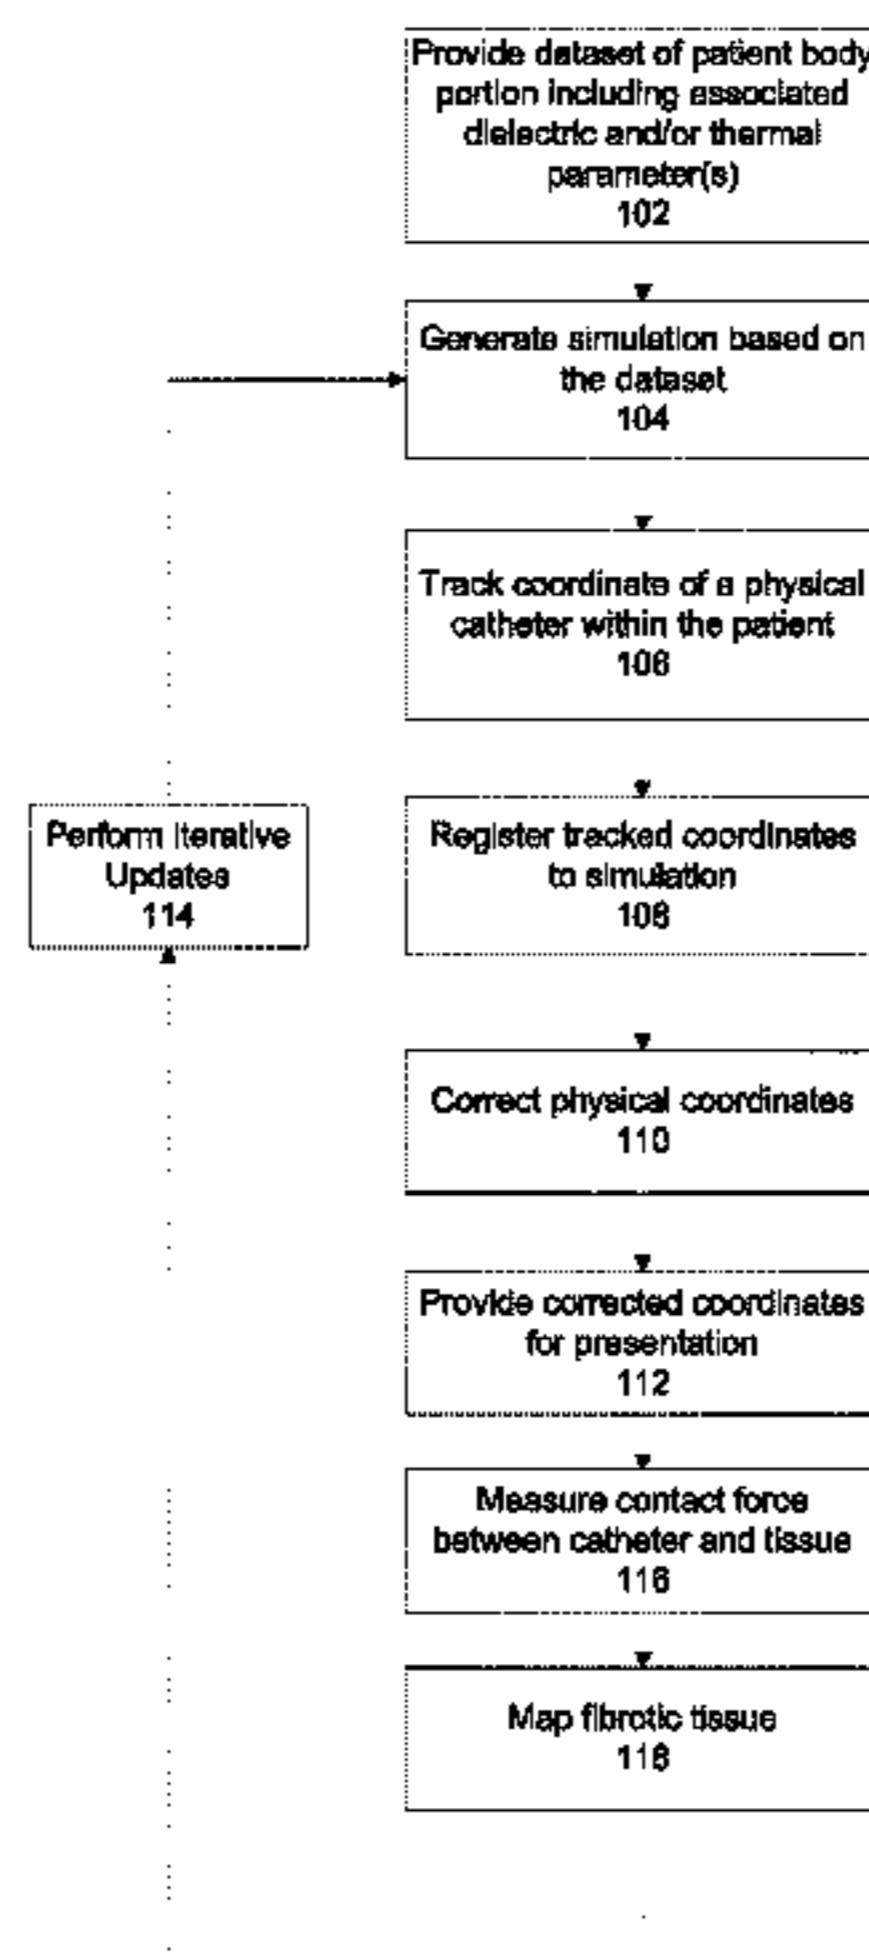 Provide dataset of patient body
portion including associated
dielectric and/or thermal
parameter(s)
102
Generate simulation based on
the dataset
104
Track coordinate of a physical
catheter within the patient
106
Perform Iterative
Updates
114
Register tracked coordinates
to simulation
108
Correct physical coordinates
110
Provide corrected coordinates
for presentation
112
Measure contact force
between catheter and tissue
116
Map fibrotic tissue
118